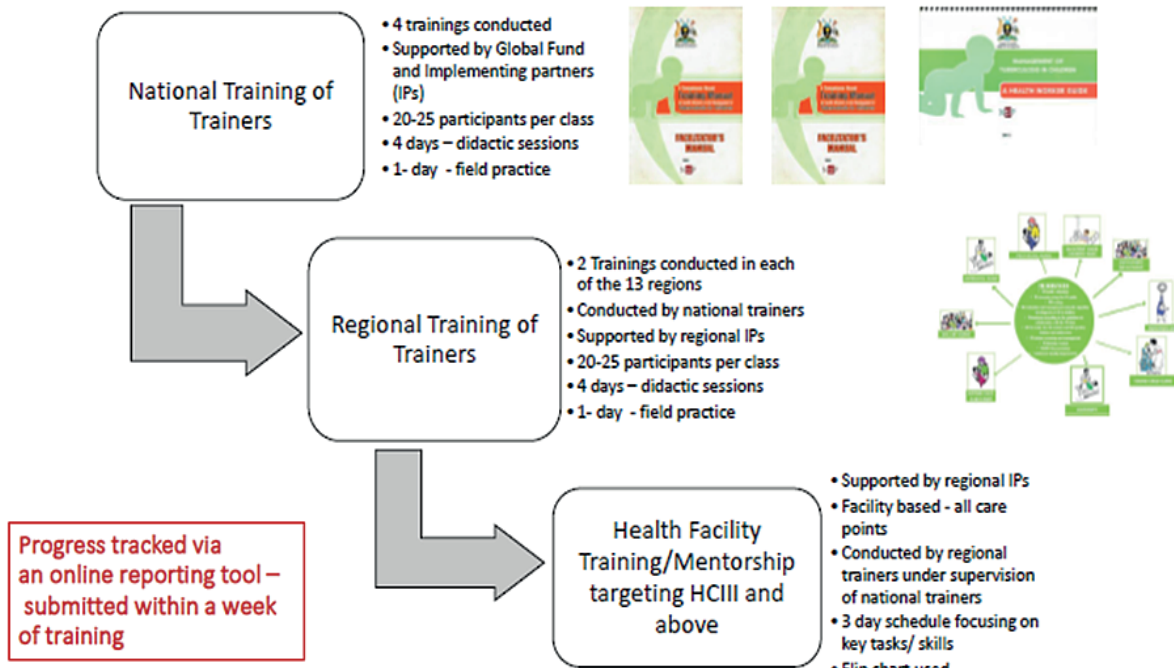 National Training of
Trainers
• 4 trainings conducted
• Supported by Global Fund
and Implementing partners
(IPs)
• 20-25 participants per class
• 4 days – didactic sessions
• 1- day - field practice
FACILITATOR'S
MANUAL
FACILITATOR'S
MANUAL
MANAGEMENT OF
TUBERCULOSIS IN CHILDREN
A HEALTH WORKER GUIDE
Regional Training of
Trainers
• 2 Trainings conducted in each
of the 13 regions
• Conducted by national trainers
• Supported by regional IPs
• 20-25 participants per class
• 4 days – didactic sessions
• 1- day - field practice
Health Facility
Training/Mentorship
targeting HCIII and
above
• Supported by regional IPs
• Facility based - all care
points
• Conducted by regional
trainers under supervision
of national trainers
• 3 day schedule focusing on
key tasks/ skills
• Flip chart used
Progress tracked via
an online reporting tool –
submitted within a week
of training